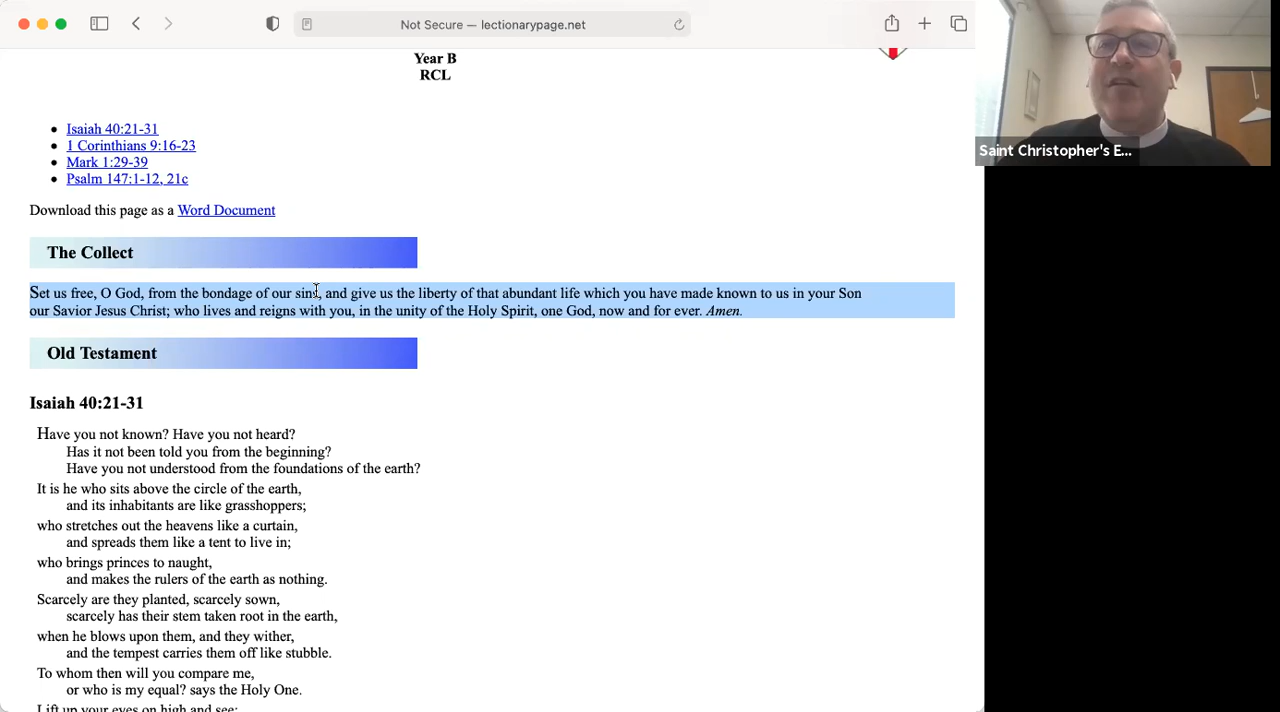 Not Secure — lectionarypage.net
Year B
RCL
Isaiah 40:21-31
1 Corinthians 9:16-23
Mark 1:29-39
Psalm 147:1-12, 21c
Download this page as a Word Document
The Collect
Set us free, O God, from the bondage of our sins, and give us the liberty of that abundant life which you have made known to us in your Son
our Savior Jesus Christ; who lives and reigns with you, in the unity of the Holy Spirit, one God, now and for ever. Amen.
Old Testament
Isaiah 40:21-31
Have you not known? Have you not heard?
Has it not been told you from the beginning?
Have you not understood from the foundations of the earth?
It is he who sits above the circle of the earth,
and its inhabitants are like grasshoppers;
who stretches out the heavens like a curtain,
and spreads them like a tent to live in;
who brings princes to naught,
and makes the rulers of the earth as nothing.
Scarcely are they planted, scarcely sown,
scarcely has their stem taken root in the earth,
when he blows upon them, and they wither,
and the tempest carries them off like stubble.
To whom then will you compare me,
or who is my equal? says the Holy One.
Lift up your eyes on high and see:
Saint Christopher's E...